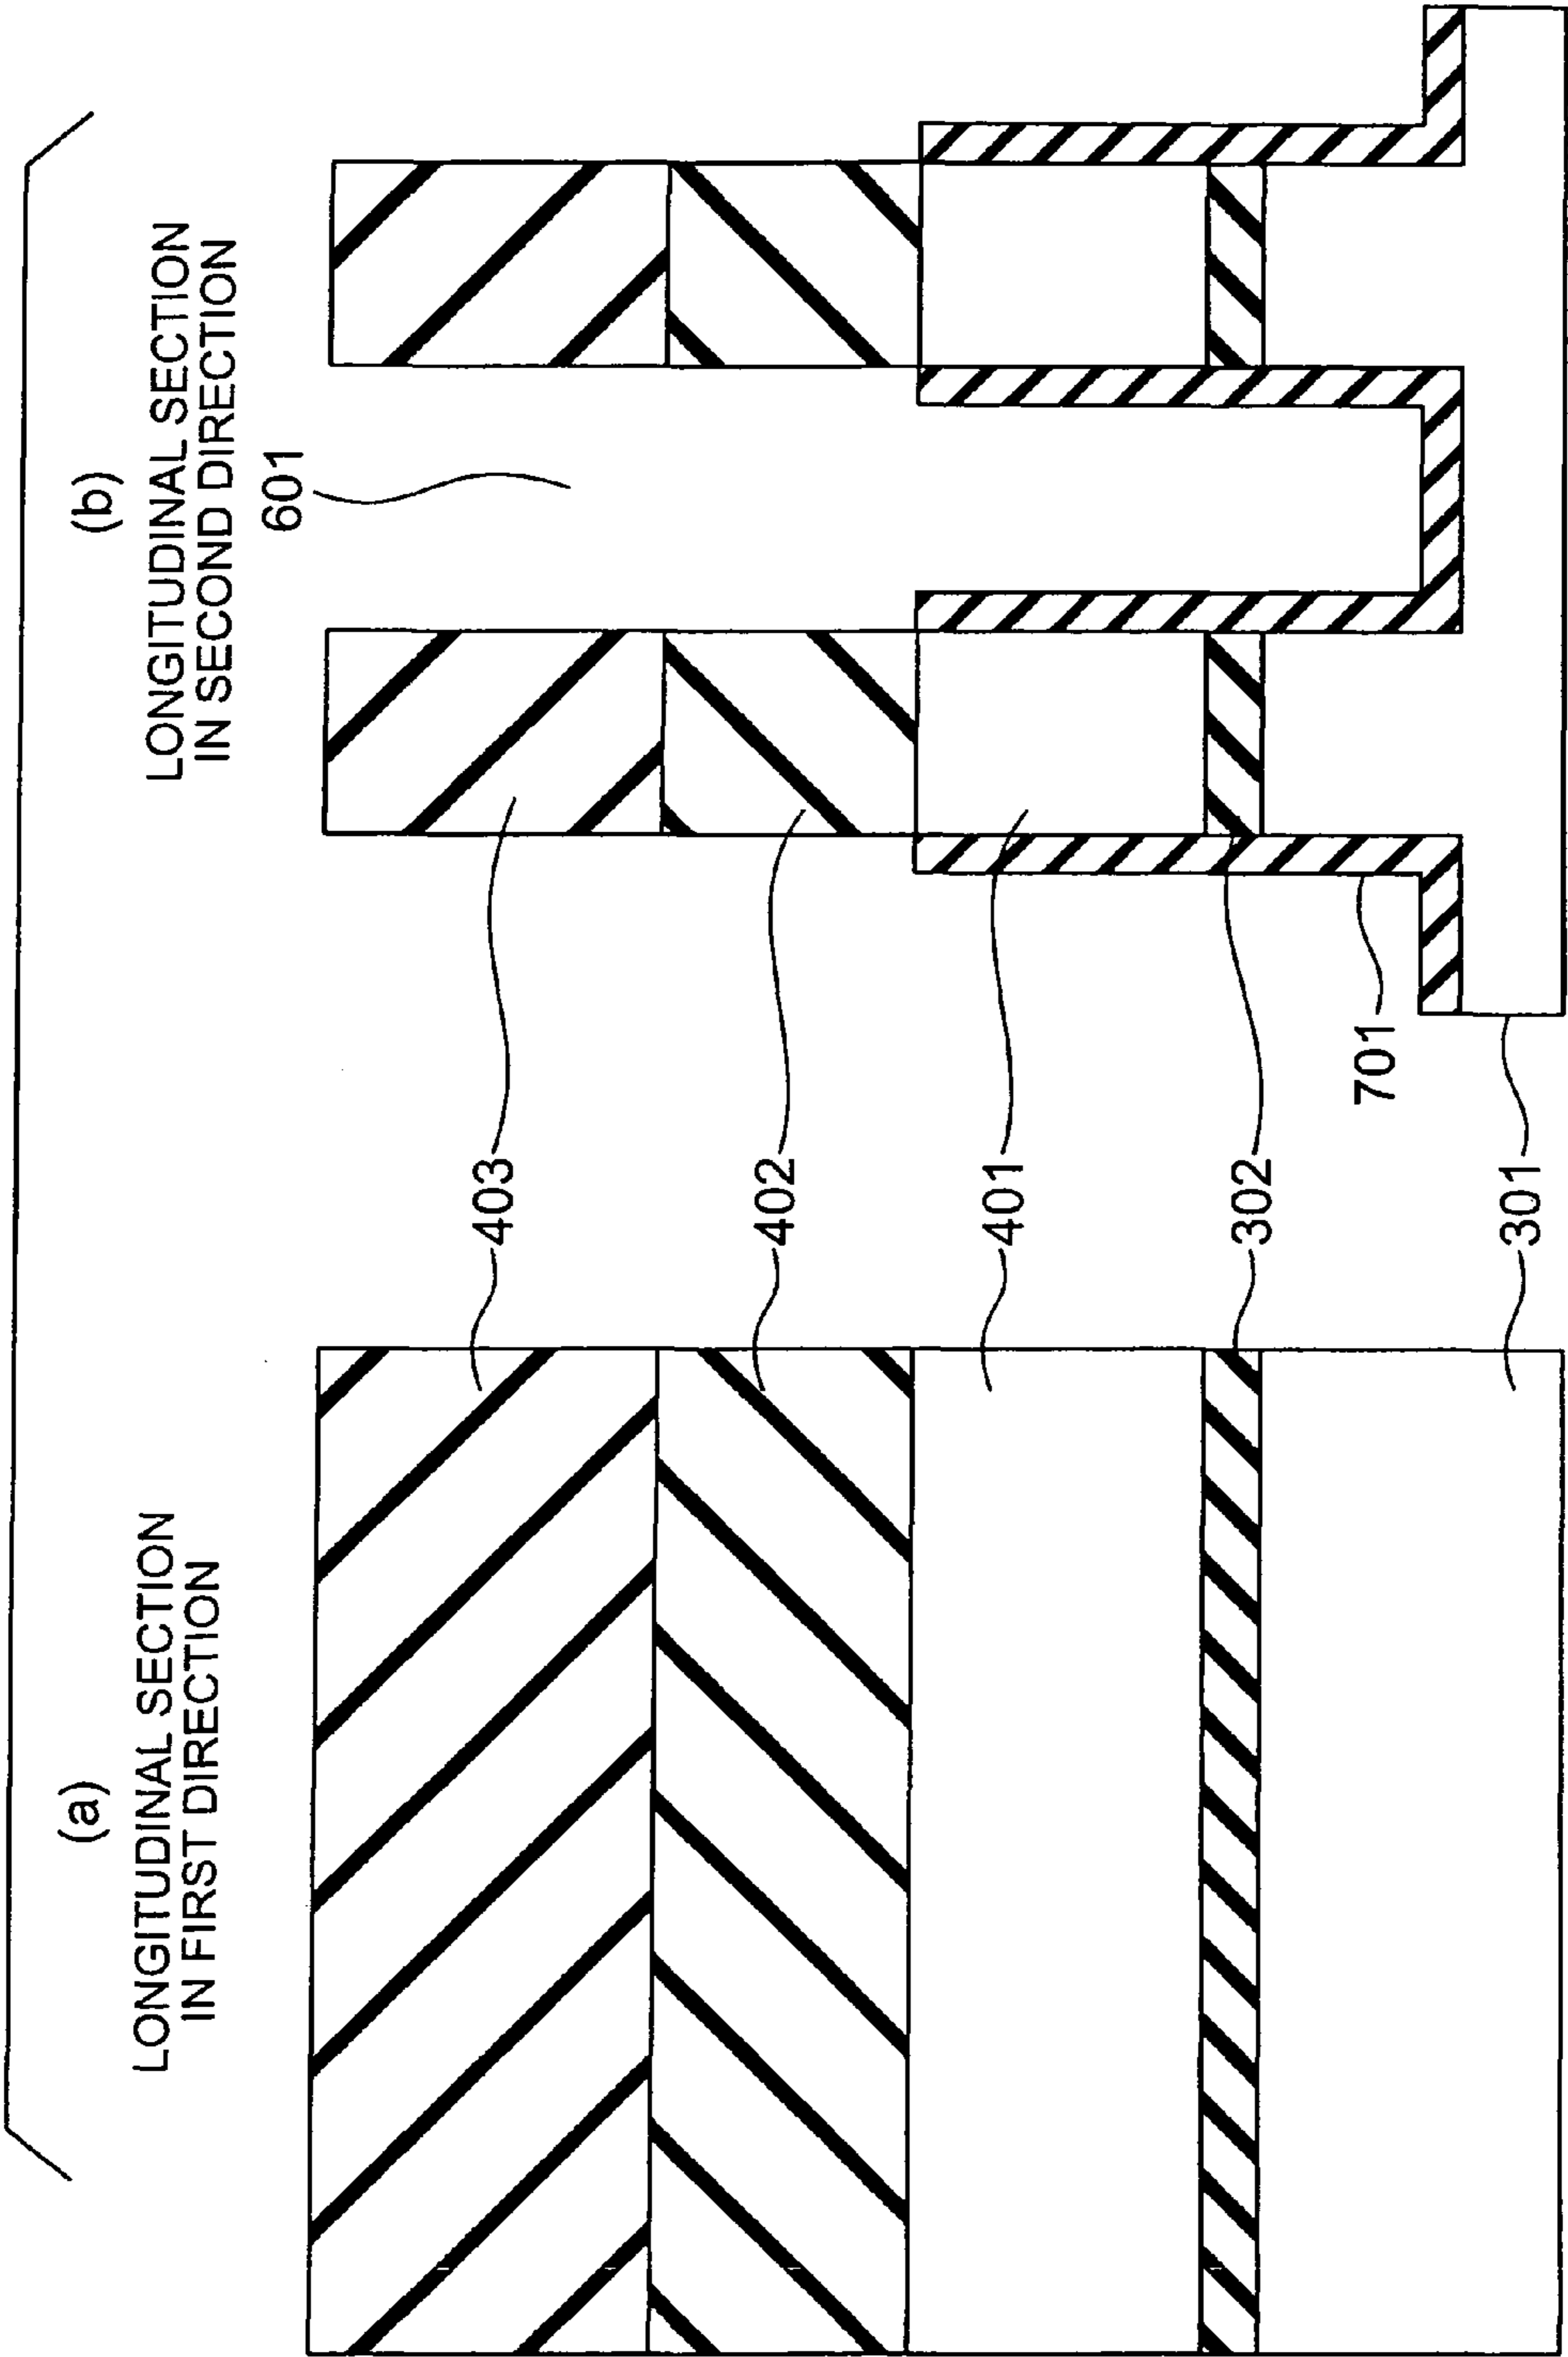 (a)
LONGITUDINAL SECTION
IN FIRST DIRECTION
(b)
LONGITUDINAL SECTION
IN SECOND DIRECTION
601
403
402
401
302
701
301